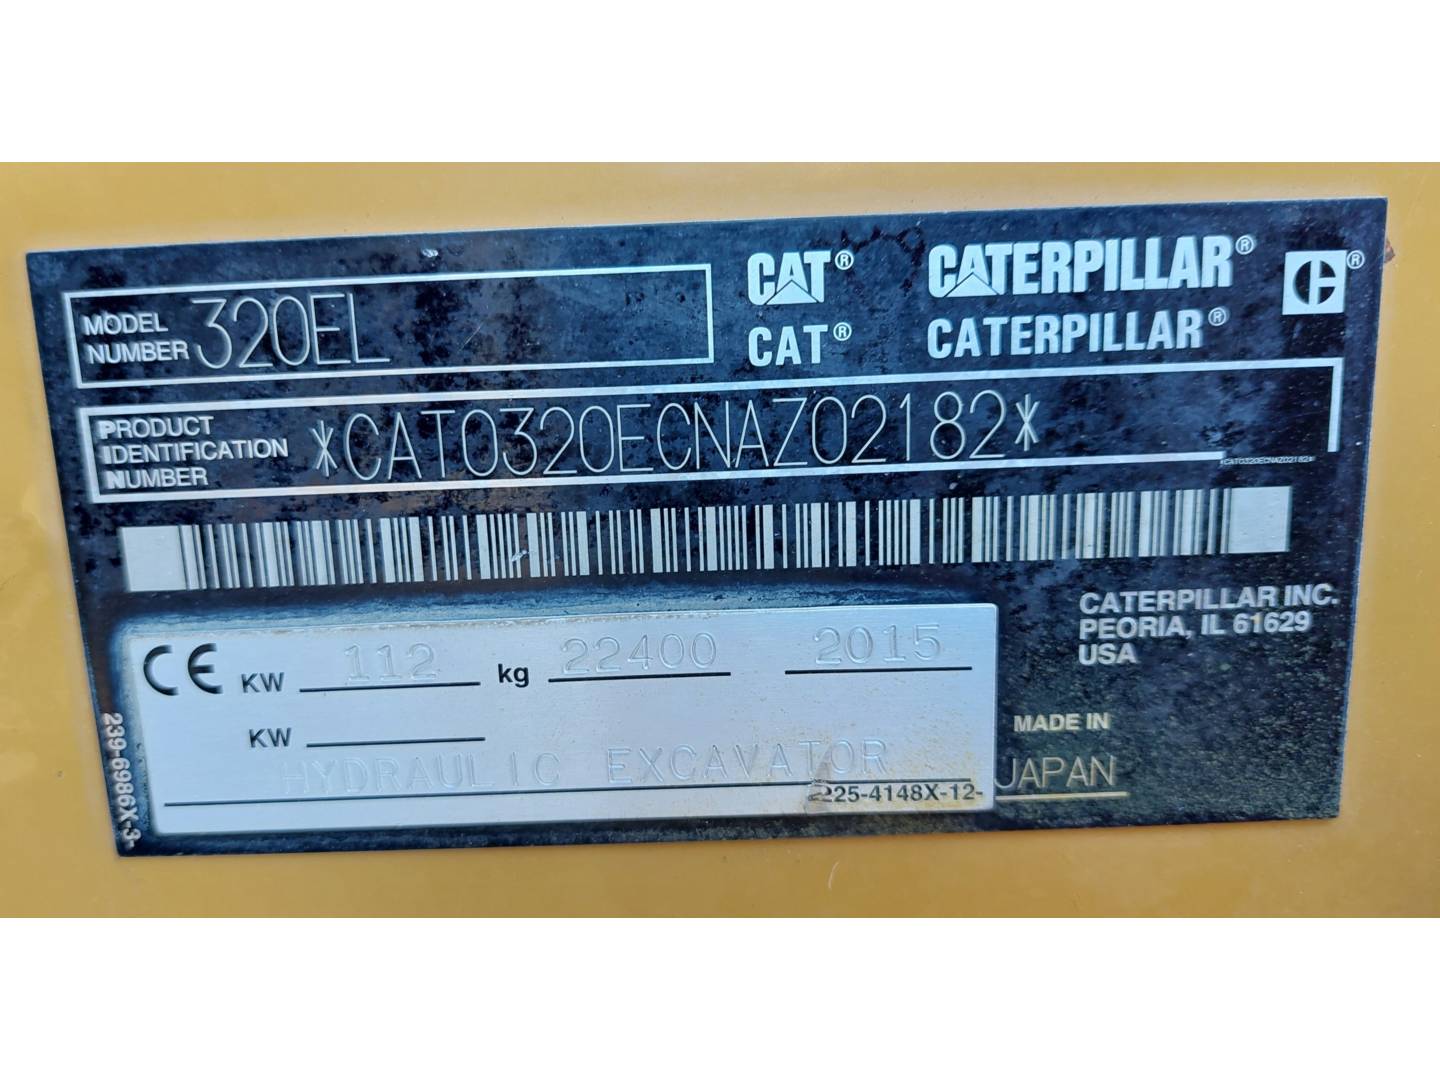 MODEL NUMBER 320EL
CAT® CATERPILLAR®
CAT® CATERPILLAR®
PRODUCT IDENTIFICATION NUMBER *CAT0320ECNAZ02182*
*CAT0320ECNAZ02182*
CATERPILLAR INC.
PEORIA, IL 61629
USA
CE KW 112 kg 22400 2015
KW
HYDRAULIC EXCAVATOR
225-4148X-12-
MADE IN
JAPAN
239-6986X-3